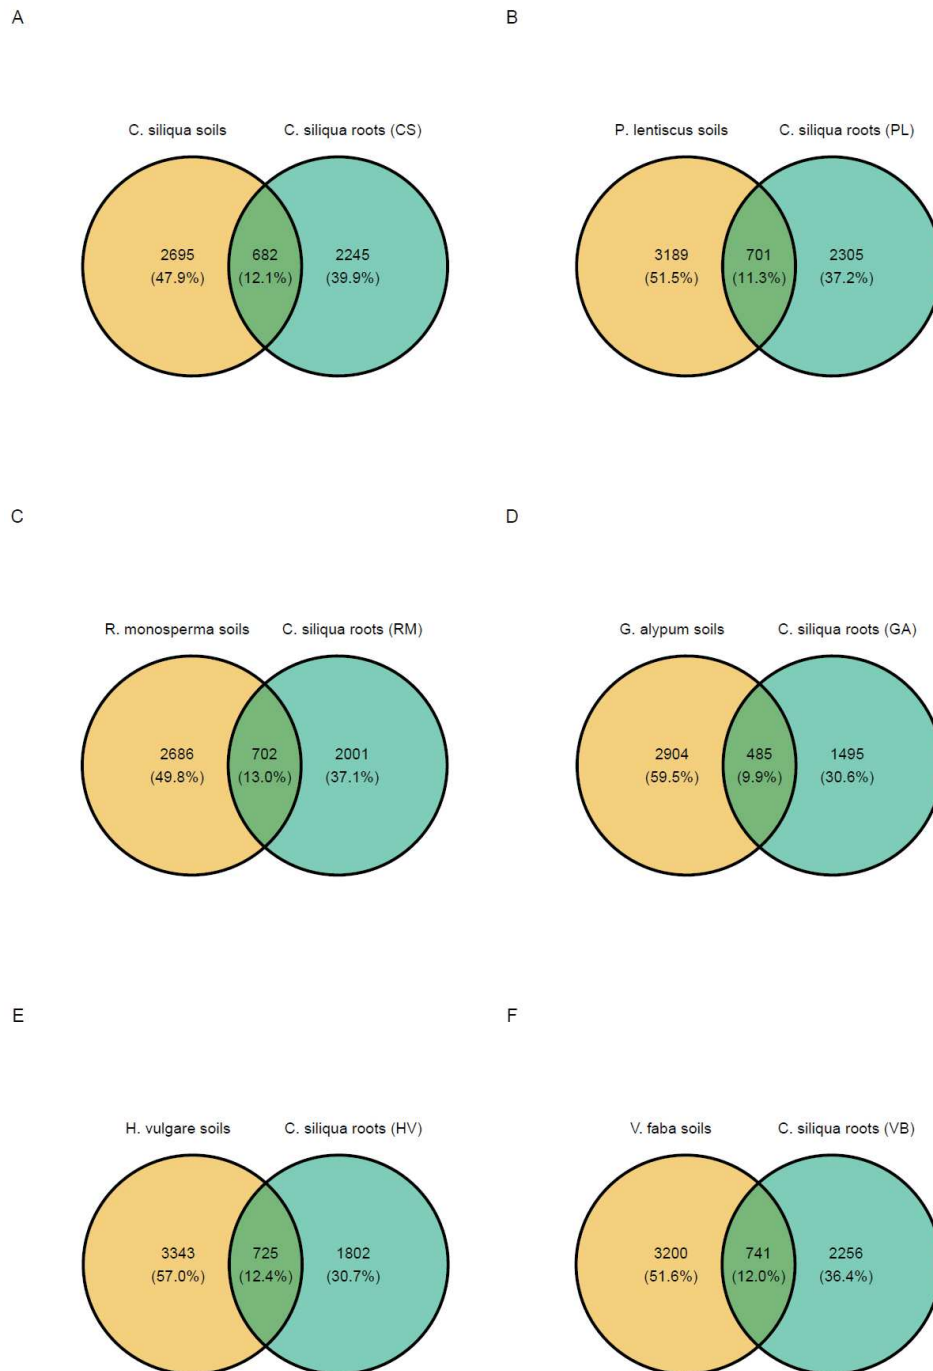 A
B
C. siliqua soils
C. siliqua roots (CS)
P. lentiscus soils
C. siliqua roots (PL)
2695
(47.9%)
682
(12.1%)
2245
(39.9%)
3189
(51.5%)
701
(11.3%)
2305
(37.2%)
C
D
R. monosperma soils
C. siliqua roots (RM)
G. alypum soils
C. siliqua roots (GA)
2686
(49.8%)
702
(13.0%)
2001
(37.1%)
2904
(59.5%)
485
(9.9%)
1495
(30.6%)
E
F
H. vulgare soils
C. siliqua roots (HV)
V. faba soils
C. siliqua roots (VB)
3343
(57.0%)
725
(12.4%)
1802
(30.7%)
3200
(51.6%)
741
(12.0%)
2256
(36.4%)